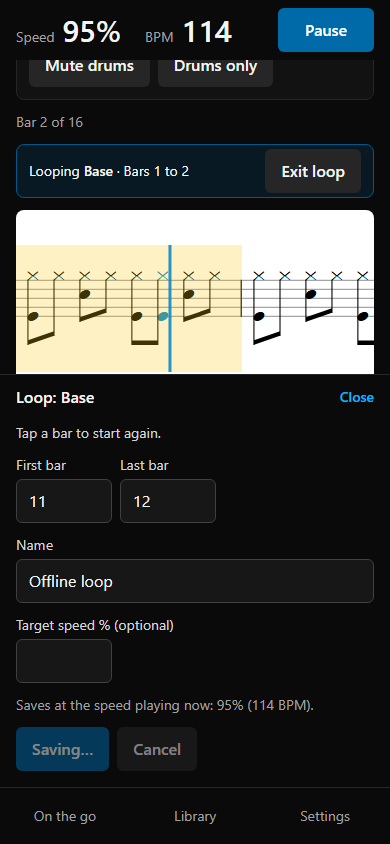 Speed 95% BPM 114 Pause
Mute drums Drums only
Bar 2 of 16
Looping Base · Bars 1 to 2 Exit loop
Loop: Base Close
Tap a bar to start again.
First bar Last bar
11 12
Name
Offline loop
Target speed % (optional)
Saves at the speed playing now: 95% (114 BPM).
Saving... Cancel
On the go Library Settings